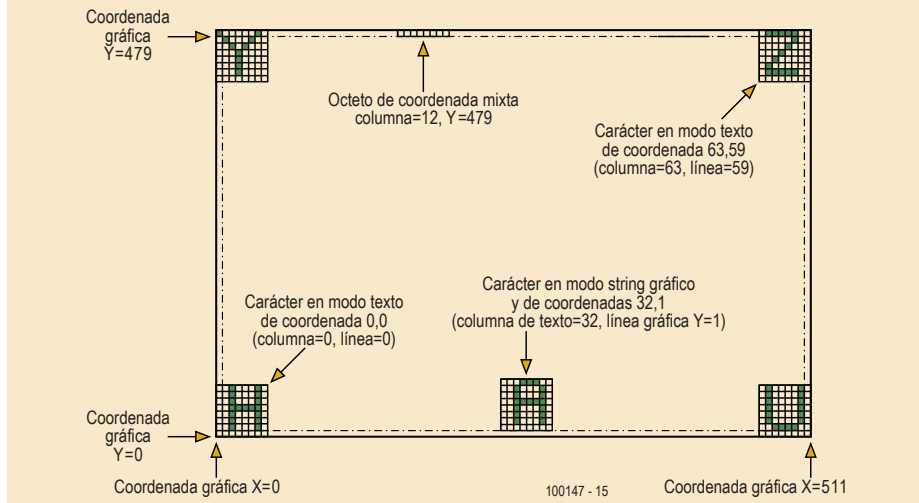 Coordenada
gráfica
Y=479
Y
Z
Octeto de coordenada mixta
columna=12, Y=479
Carácter en modo texto
de coordenada 63,59
(columna=63, línea=59)
Carácter en modo texto
de coordenada 0,0
(columna=0, línea=0)
Carácter en modo string gráfico
y de coordenadas 32,1
(columna de texto=32, línea gráfica Y=1)
H
A
U
Coordenada
gráfica
Y=0
Coordenada gráfica X=0
100147 - 15
Coordenada gráfica X=511